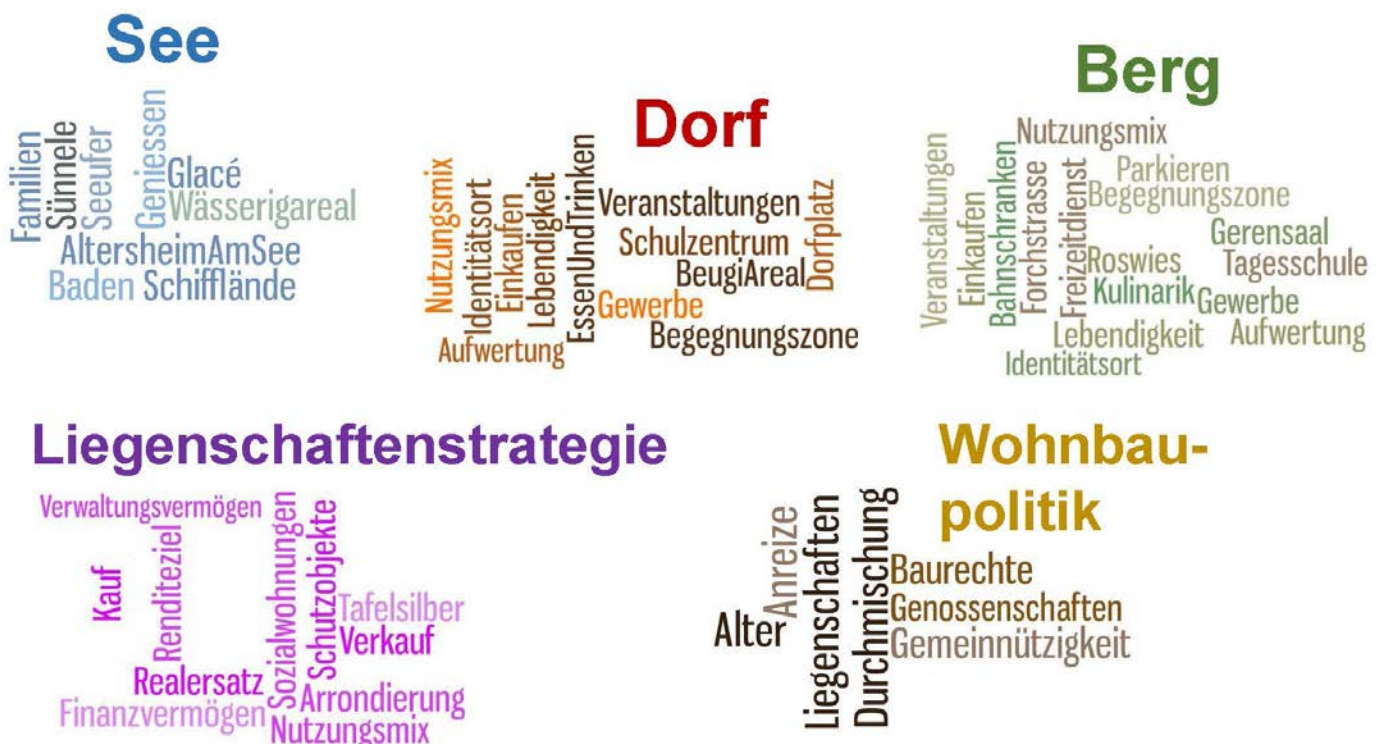 See
Familien
Sünnele
Seeufer
Geniessen
Glacé
Wässerigareal
AltersheimAmSee
Baden Schifflände
Dorf
Nutzungsmix
Identitätsort
Einkaufen
Lebendigkeit
EssenUndTrinken
Veranstaltungen
Schulzentrum
BeugiAreal
Dorfplatz
Gewerbe
Begegnungszone
Aufwertung
Berg
Veranstaltungen
Einkaufen
Bahnschranken
Forchstrasse
Freizeitdienst
Nutzungsmix
Parkieren
Begegnungszone
Gerensaal
Roswies
Tagesschule
Kulinarik
Gewerbe
Lebendigkeit
Aufwertung
Identitätsort
Liegenschaftenstrategie
Verwaltungsvermögen
Kauf
Renditeziel
Sozialwohnungen
Schutzobjekte
Tafelsilber
Verkauf
Realersatz
Arrondierung
Finanzvermögen
Nutzungsmix
Wohnbau-
politik
Alter
Anreize
Liegenschaften
Durchmischung
Baurechte
Genossenschaften
Gemeinnützigkeit